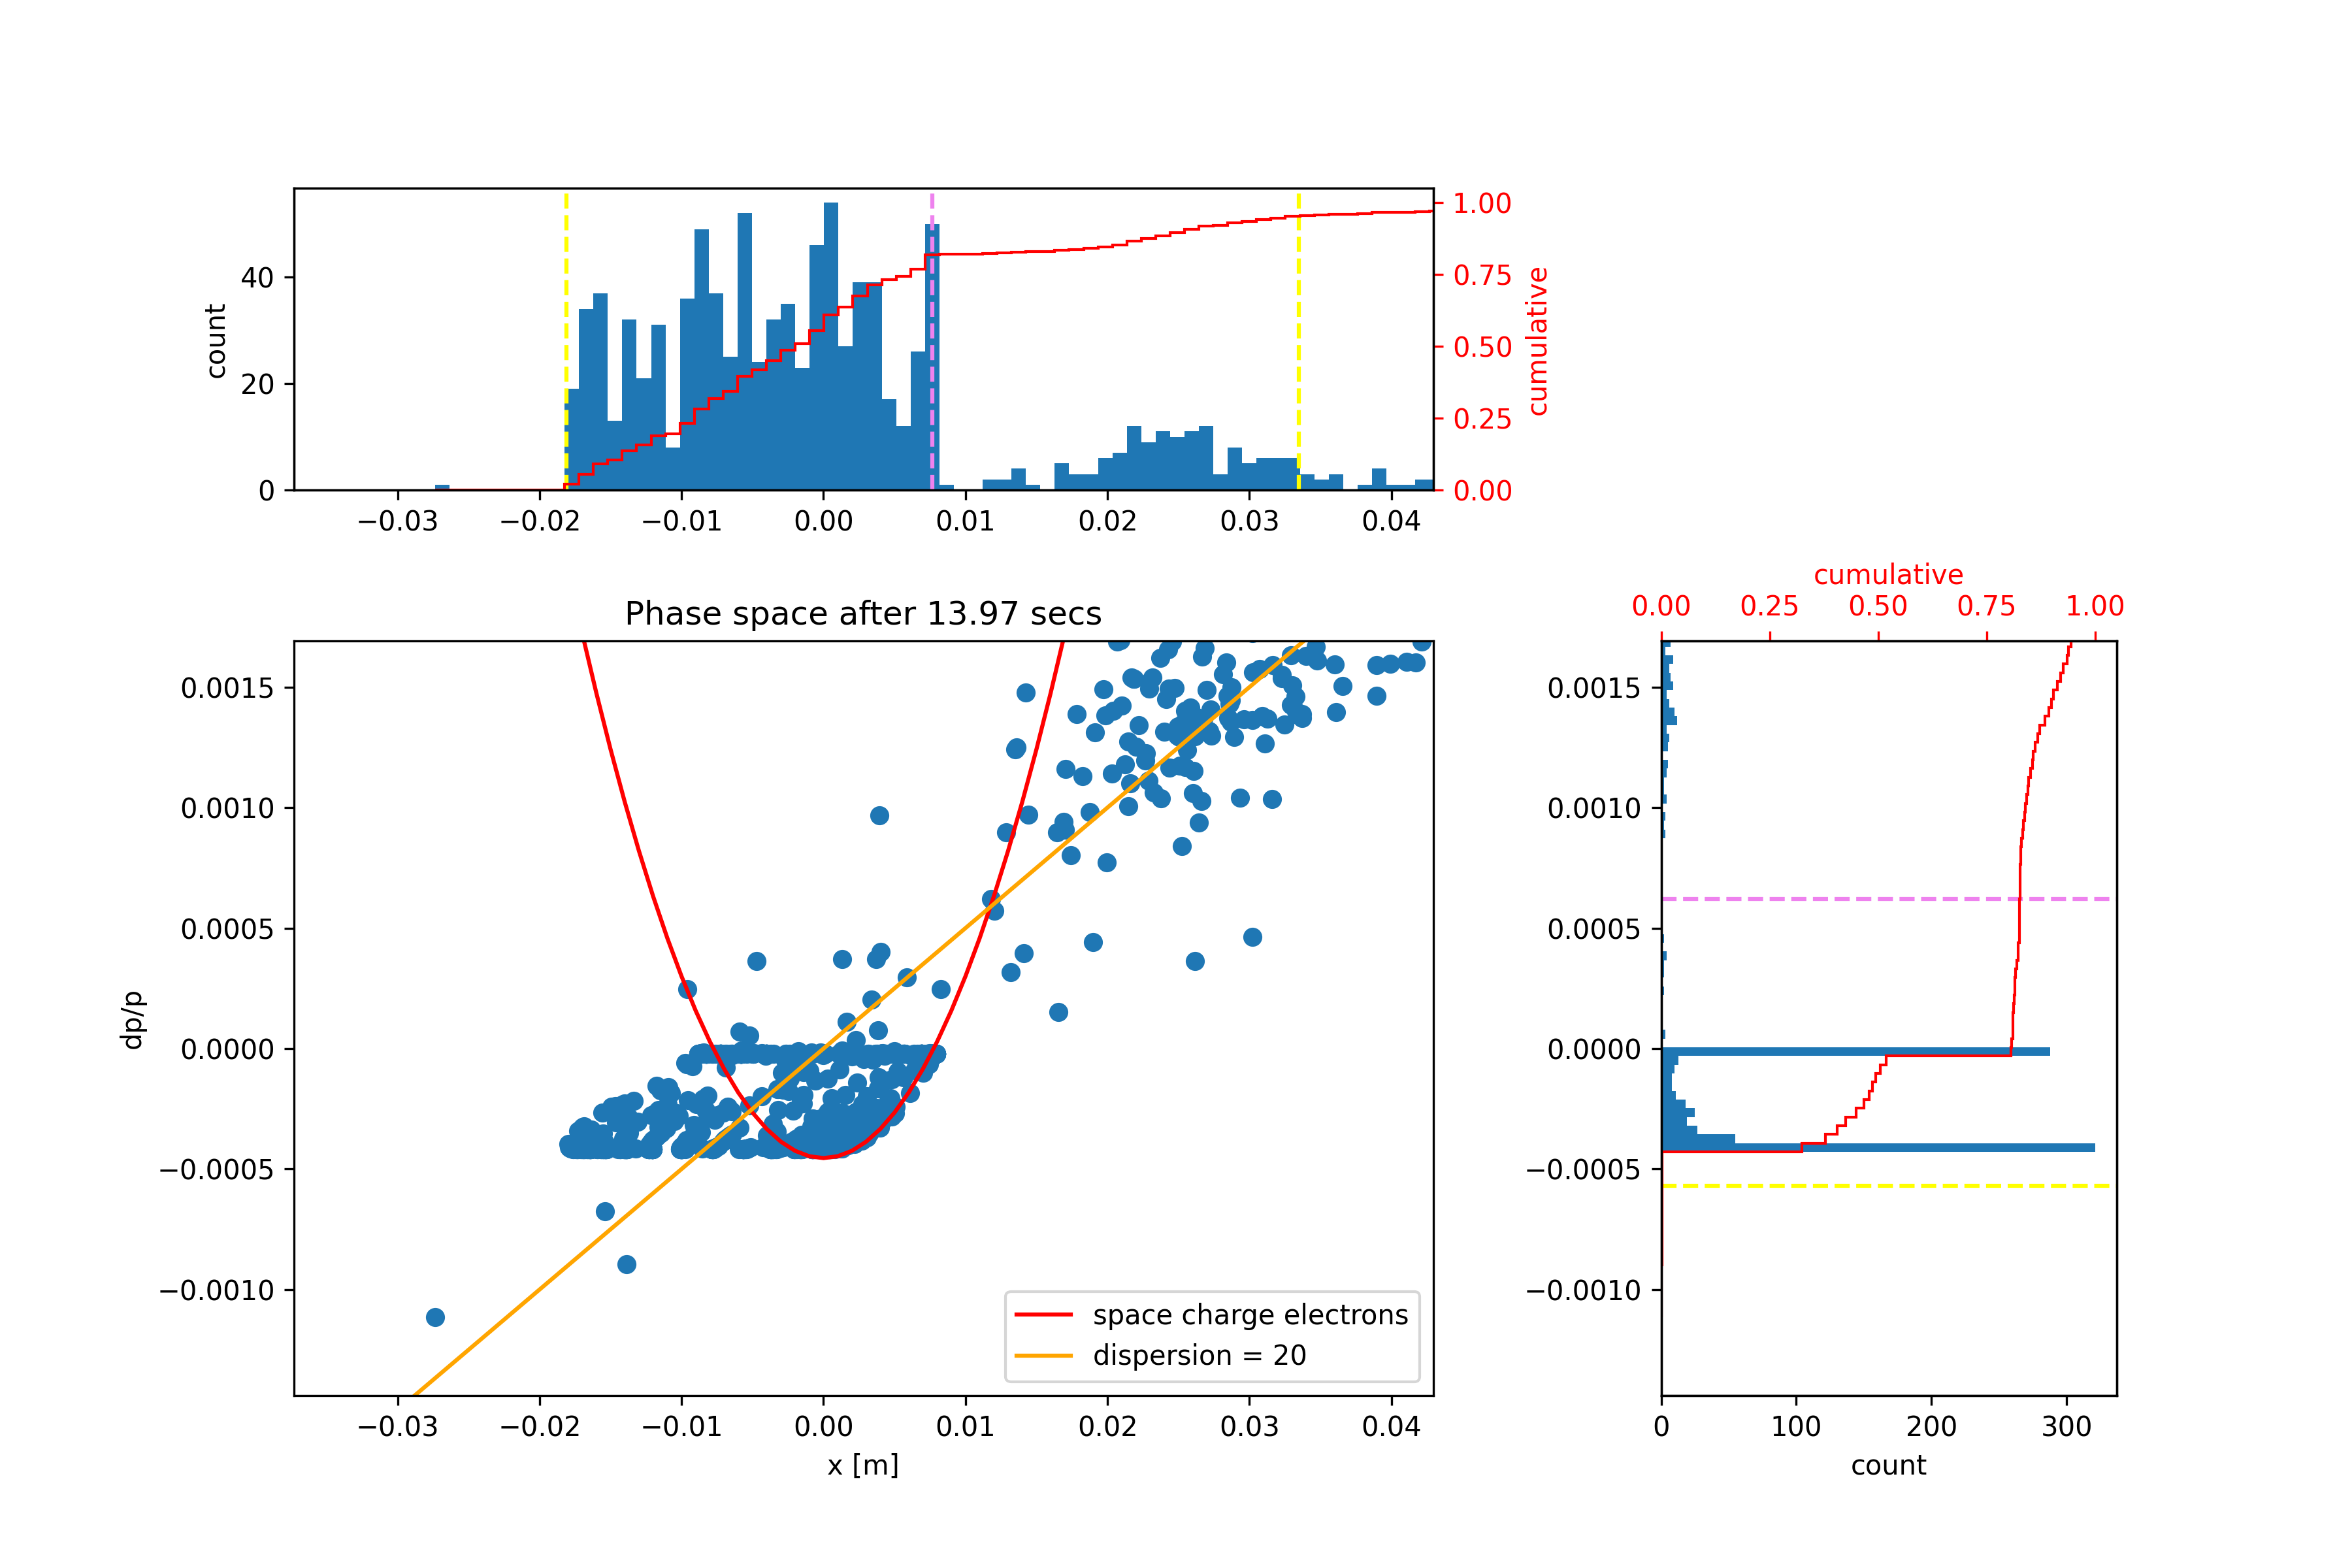 count
40
20
0
1.00
0.75
0.50
0.25
0.00
cumulative
−0.03 −0.02 −0.01 0.00 0.01 0.02 0.03 0.04
Phase space after 13.97 secs
dp/p
0.0015
0.0010
0.0005
0.0000
−0.0005
−0.0010
space charge electrons
dispersion = 20
−0.03 −0.02 −0.01 0.00 0.01 0.02 0.03 0.04
x [m]
cumulative
0.00 0.25 0.50 0.75 1.00
0.0015
0.0010
0.0005
0.0000
−0.0005
−0.0010
0 100 200 300
count